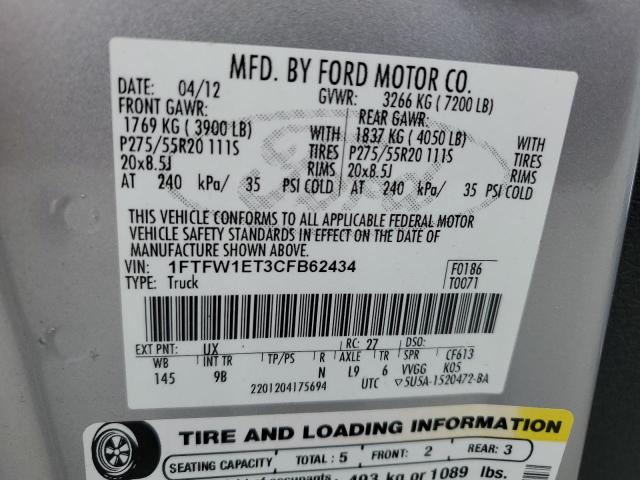 MFD. BY FORD MOTOR CO.
DATE: 04/12 GVWR: 3266 KG ( 7200 LB)
FRONT GAWR: REAR GAWR:
1769 KG ( 3900 LB) WITH 1837 KG ( 4050 LB) WITH
P275/55R20 111S TIRES P275/55R20 111S TIRES
20x8.5J RIMS 20x8.5J RIMS
AT 240 kPa/ 35 PSI COLD AT 240 kPa/ 35 PSI COLD
THIS VEHICLE CONFORMS TO ALL APPLICABLE FEDERAL MOTOR
VEHICLE SAFETY STANDARDS IN EFFECT ON THE DATE OF
MANUFACTURE SHOWN ABOVE.
VIN: 1FTFW1ET3CFB62434 F0186
TYPE: Truck T0071
EXT PNT: UX RC: 27 DSO:
WB INT TR TP/PS R AXLE TR SPR CF613
145 9B N L9 6 VVGG K05
2201204175694 UTC ▽5U5A-1520472-BA
TIRE AND LOADING INFORMATION
SEATING CAPACITY TOTAL : 5 FRONT: 2 REAR: 3
493 kg or 1089 lbs.